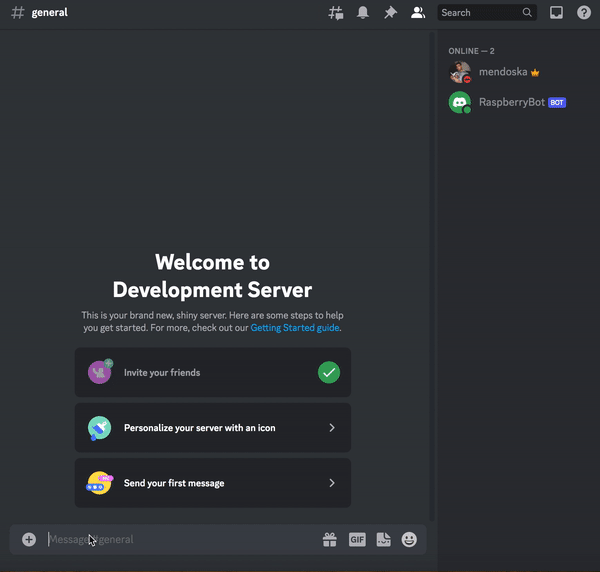 general
Search
ONLINE — 2
mendoska
RaspberryBot BOT
Welcome to
Development Server
This is your brand new, shiny server. Here are some steps to help
you get started. For more, check out our Getting Started guide.
Invite your friends
Personalize your server with an icon
Send your first message
Message #general
GIF